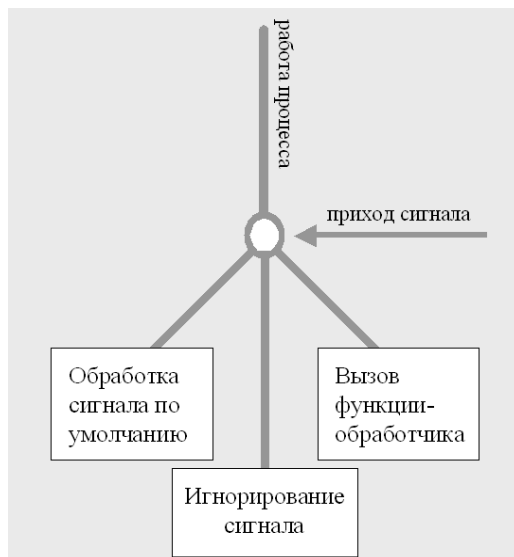 работа процесса
приход сигнала
Обработка
сигнала по
умолчанию
Вызов
функции-
обработчика
Игнорирование
сигнала